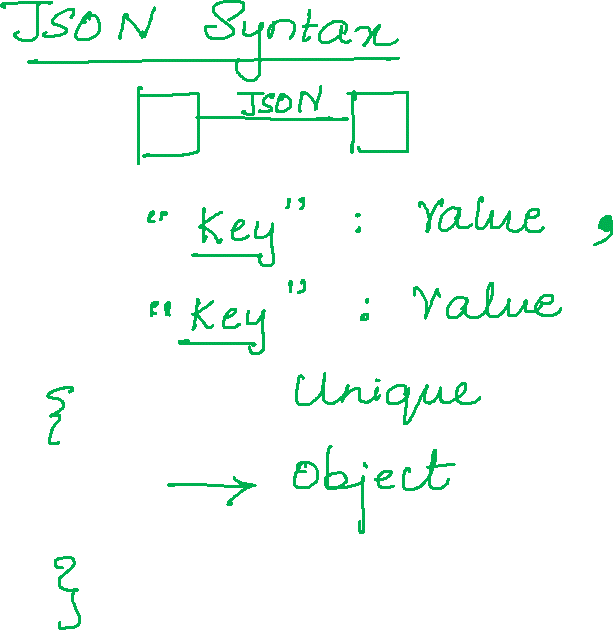 JSON Syntax
JSON
"Key" : Value ,
"Key" : Value
Unique
{
→ Object
}